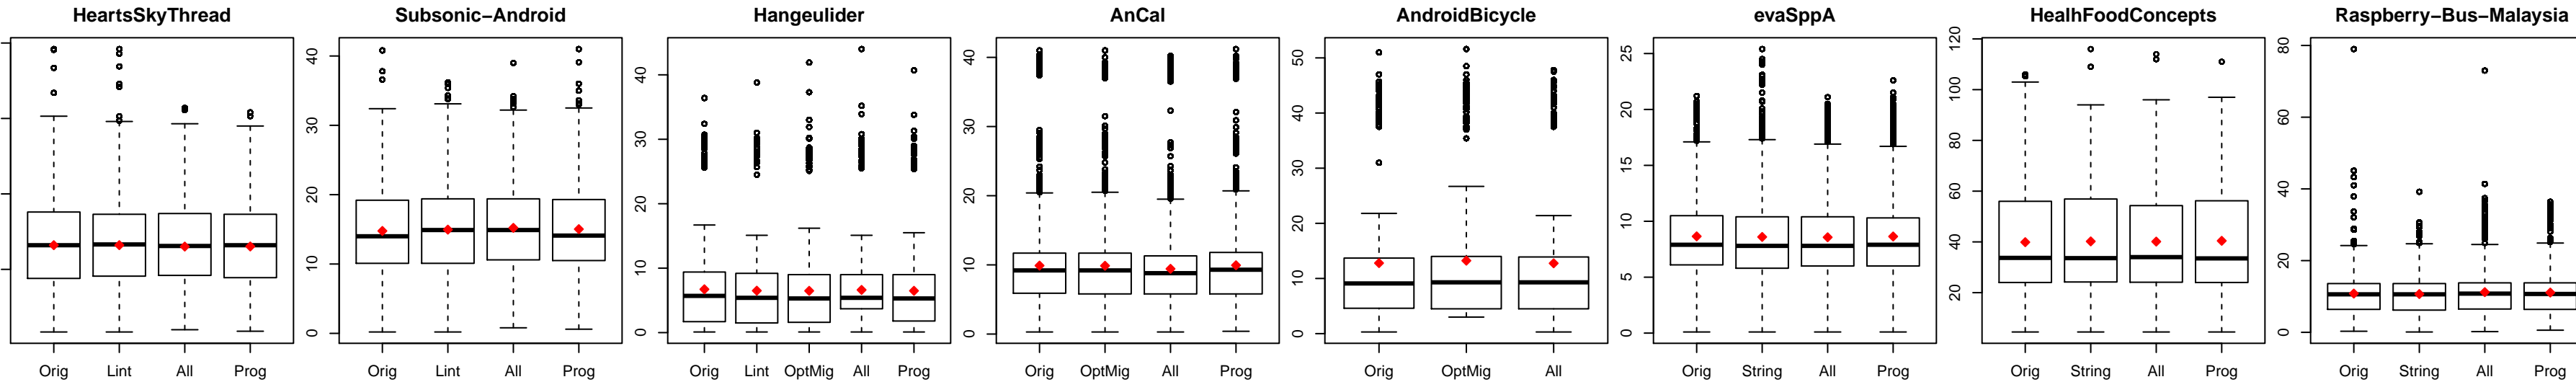 HeartsSkyThread
Orig Lint All Prog
Subsonic−Android
0 10 20 30 40
Orig Lint All Prog
Hangeulider
0 10 20 30 40
Orig Lint OptMig All Prog
AnCal
0 10 20 30 40
Orig OptMig All Prog
AndroidBicycle
0 10 20 30 40 50
Orig OptMig All
evaSppA
0 5 10 15 20 25
Orig String All Prog
HealhFoodConcepts
20 40 60 80 100 120
Orig String All Prog
Raspberry−Bus−Malaysia
0 20 40 60 80
Orig String All Prog